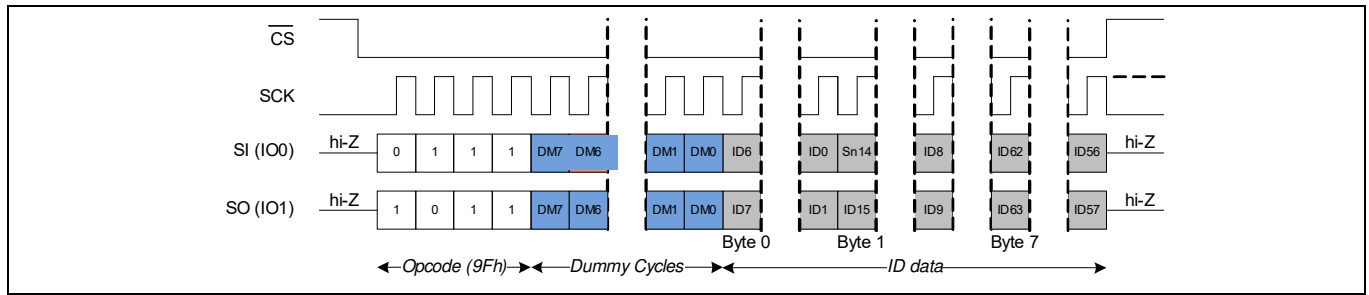 CS
SCK
SI (IO0) hi-Z 0 1 1 1 DM7 DM6 DM1 DM0 ID6 ID0 Sn14 ID8 ID62 ID56 hi-Z
SO (IO1) hi-Z 1 0 1 1 DM7 DM6 DM1 DM0 ID7 ID1 ID15 ID9 ID63 ID57 hi-Z
Byte 0 Byte 1 Byte 7
Opcode (9Fh) Dummy Cycles ID data